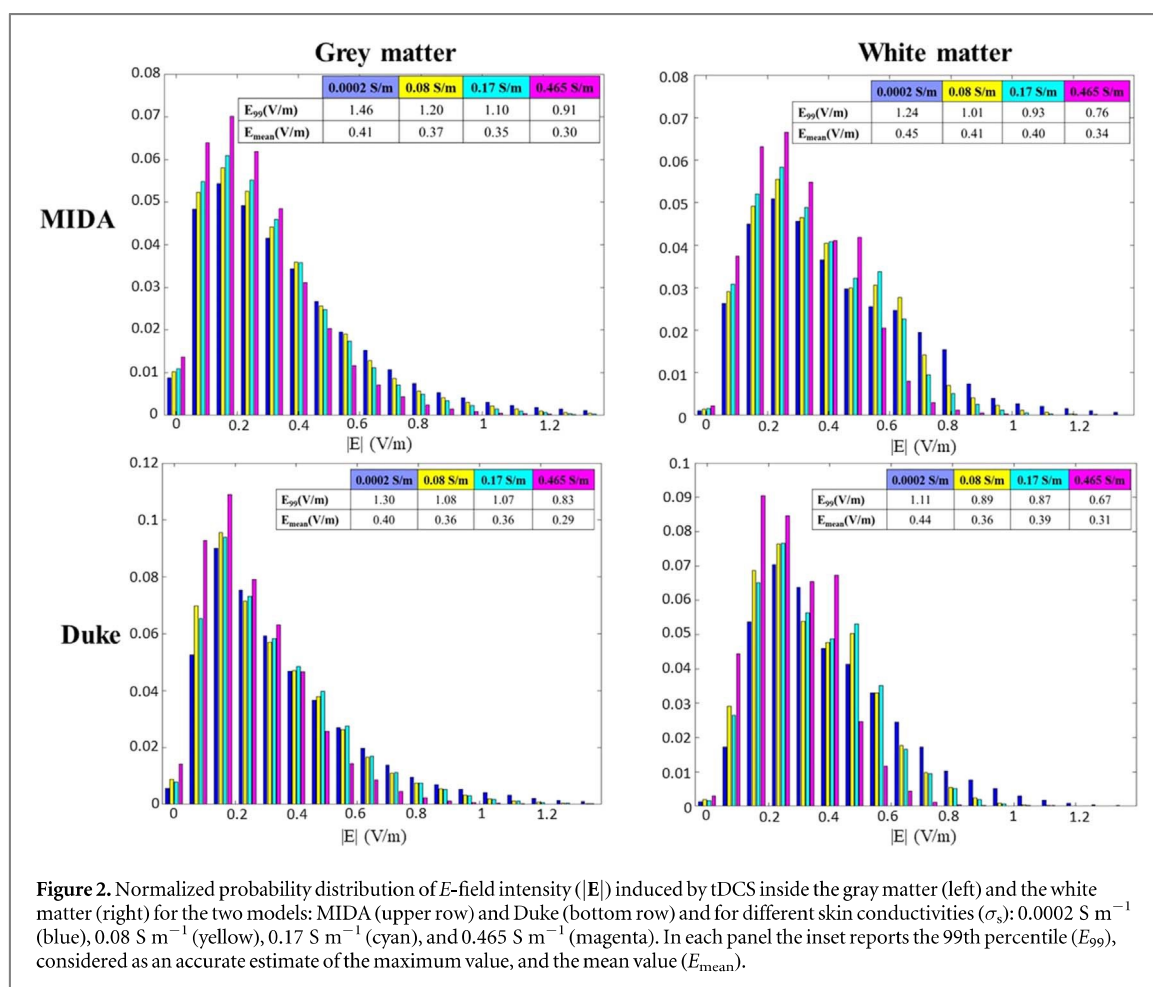 Grey matter
White matter
MIDA
0.08
0.07
0.06
0.05
0.04
0.03
0.02
0.01
0
0 0.2 0.4 0.6 0.8 1 1.2
|E| (V/m)
0.0002 S/m 0.08 S/m 0.17 S/m 0.465 S/m
E99(V/m) 1.46 1.20 1.10 0.91
Emean(V/m) 0.41 0.37 0.35 0.30
0.08
0.07
0.06
0.05
0.04
0.03
0.02
0.01
0
0 0.2 0.4 0.6 0.8 1 1.2
|E| (V/m)
0.0002 S/m 0.08 S/m 0.17 S/m 0.465 S/m
E99(V/m) 1.24 1.01 0.93 0.76
Emean(V/m) 0.45 0.41 0.40 0.34
Duke
0.12
0.1
0.08
0.06
0.04
0.02
0
0 0.2 0.4 0.6 0.8 1 1.2
|E| (V/m)
0.0002 S/m 0.08 S/m 0.17 S/m 0.465 S/m
E99(V/m) 1.30 1.08 1.07 0.83
Emean(V/m) 0.40 0.36 0.36 0.29
0.1
0.09
0.08
0.07
0.06
0.05
0.04
0.03
0.02
0.01
0
0 0.2 0.4 0.6 0.8 1 1.2
|E| (V/m)
0.0002 S/m 0.08 S/m 0.17 S/m 0.465 S/m
E99(V/m) 1.11 0.89 0.87 0.67
Emean(V/m) 0.44 0.36 0.39 0.31
Figure 2. Normalized probability distribution of E-field intensity (|E|) induced by tDCS inside the gray matter (left) and the white
matter (right) for the two models: MIDA (upper row) and Duke (bottom row) and for different skin conductivities (σs): 0.0002 S m−1
(blue), 0.08 S m−1 (yellow), 0.17 S m−1 (cyan), and 0.465 S m−1 (magenta). In each panel the inset reports the 99th percentile (E99),
considered as an accurate estimate of the maximum value, and the mean value (Emean).